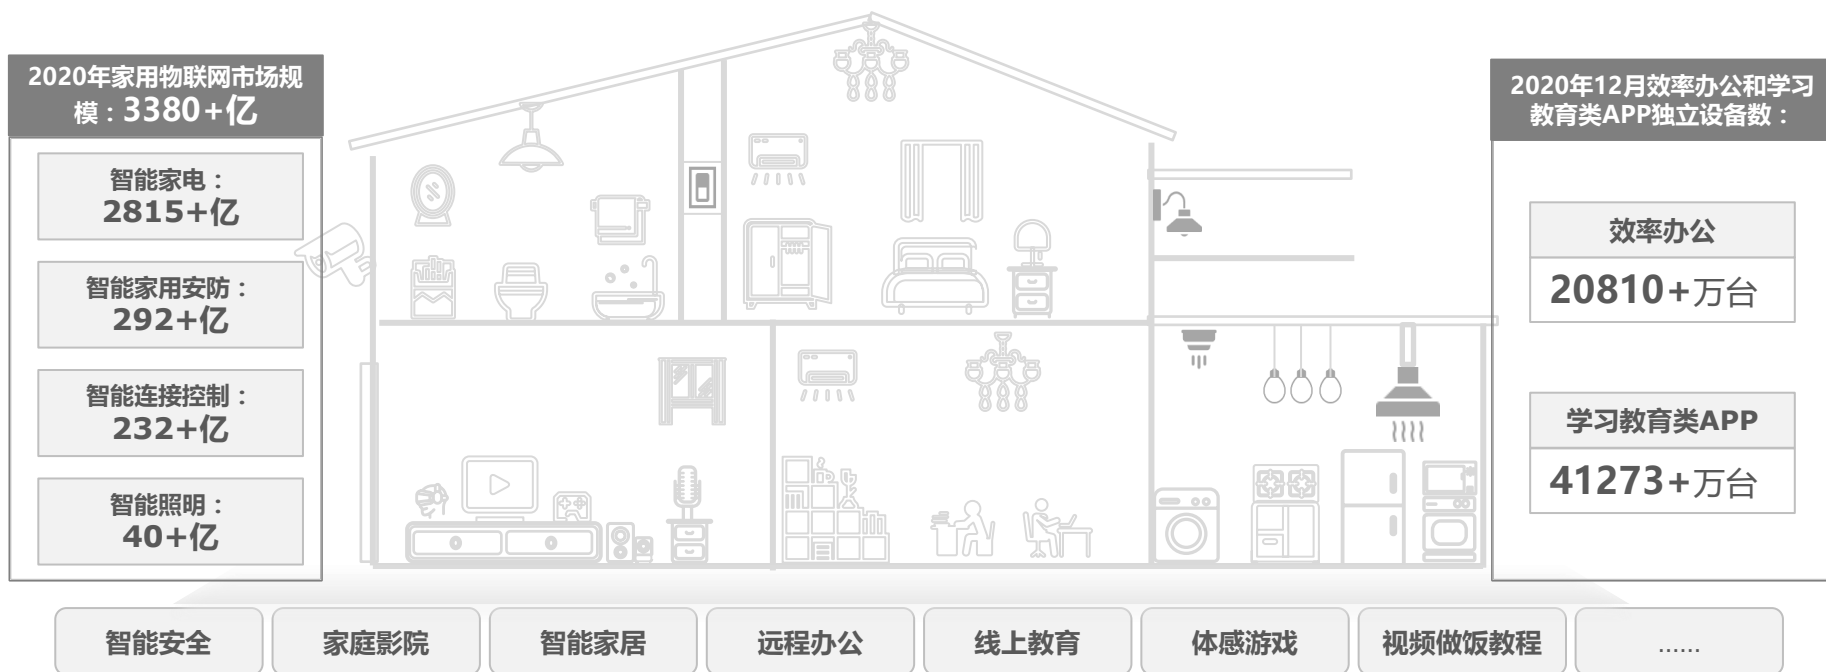 2020年家用物联网市场规
模：3380+亿
智能家电：
2815+亿
智能家用安防：
292+亿
智能连接控制：
232+亿
智能照明：
40+亿
2020年12月效率办公和学习
教育类APP独立设备数：
效率办公
20810+万台
学习教育类APP
41273+万台
智能安全
家庭影院
智能家居
远程办公
线上教育
体感游戏
视频做饭教程
......